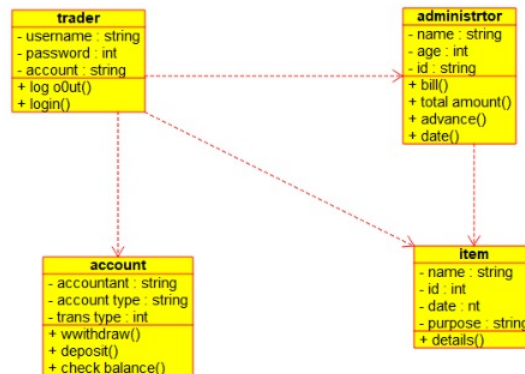 trader
- username : string
- password : int
- account : string
+ log o0ut()
+ login()
administrtor
- name : string
- age : int
- id : string
+ bill()
+ total amount()
+ advance()
+ date()
account
- accountant : string
- account type : string
- trans type : int
+ wwithdraw()
+ deposit()
+ check balance()
item
- name : string
- id : int
- date : nt
- purpose : string
+ details()